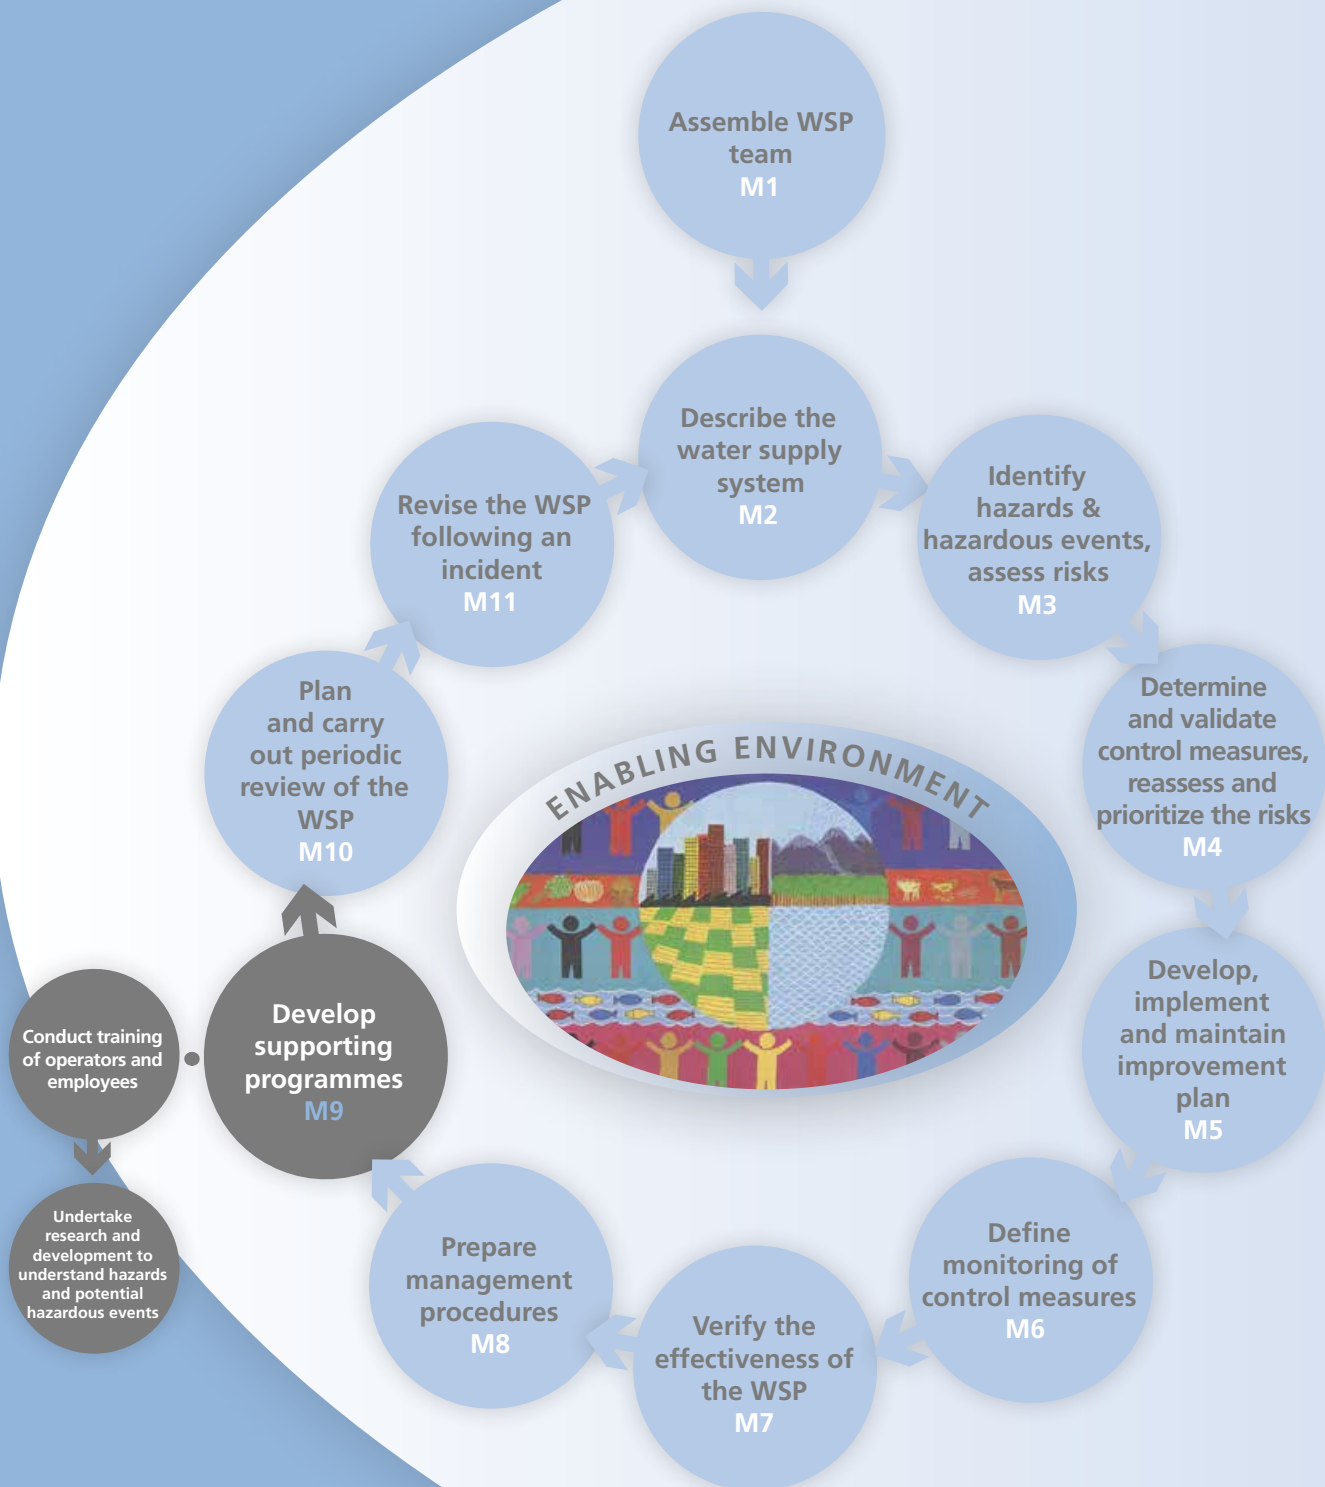 Assemble WSP
team
M1
Describe the
water supply
system
M2
Identify
hazards &
hazardous events,
assess risks
M3
Determine
and validate
control measures,
reassess and
prioritize the risks
M4
Develop,
implement
and maintain
improvement
plan
M5
Define
monitoring of
control measures
M6
Verify the
effectiveness of
the WSP
M7
Prepare
management
procedures
M8
Develop
supporting
programmes
M9
Conduct training
of operators and
employees
Undertake
research and
development to
understand hazards
and potential
hazardous events
Plan
and carry
out periodic
review of the
WSP
M10
Revise the WSP
following an
incident
M11
ENABLING ENVIRONMENT